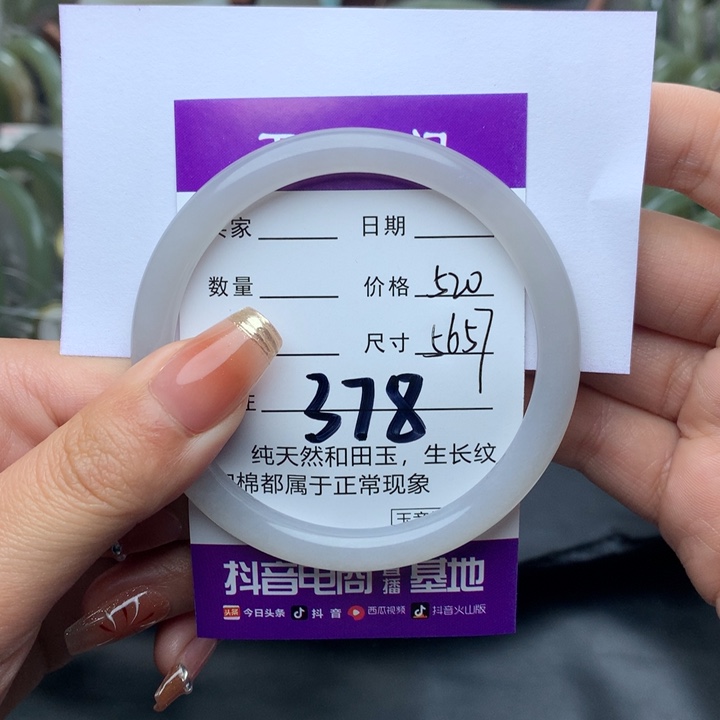 家 日期
数量 价格 520
尺寸 5657
378
纯天然和田玉，生长纹
棉都属于正常现象
抖音电商直播基地
头条 今日头条 抖音 西瓜视频 抖音火山版